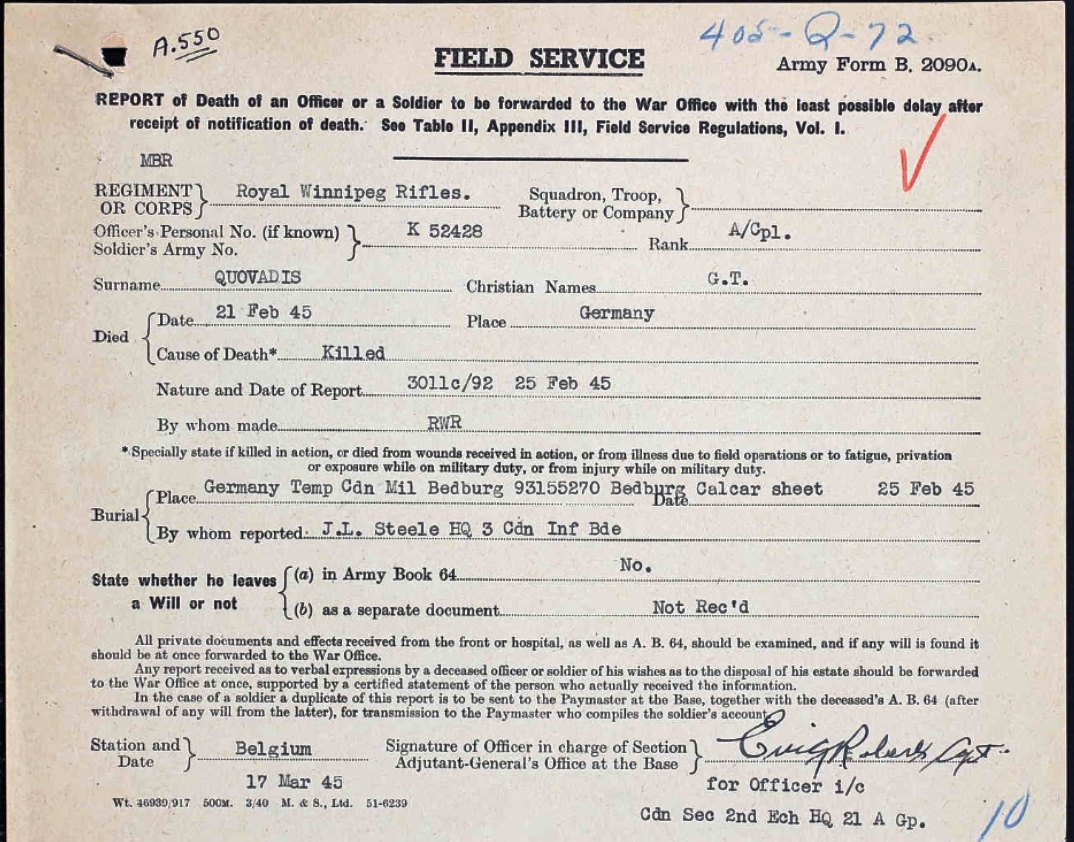 A.550
405-Q-72.
FIELD SERVICE
Army Form B. 2090A.
REPORT of Death of an Officer or a Soldier to be forwarded to the War Office with the least possible delay after
receipt of notification of death. See Table II, Appendix III, Field Service Regulations, Vol. I.
MBR
REGIMENT OR CORPS } Royal Winnipeg Rifles. Squadron, Troop, Battery or Company }
Officer's Personal No. (if known) Soldier's Army No. } K 52428 Rank A/Cpl.
Surname QUOVADIS Christian Names G.T.
Died { Date 21 Feb 45 Place Germany
Cause of Death* Killed
Nature and Date of Report 3011c/92 25 Feb 45
By whom made RWR
* Specially state if killed in action, or died from wounds received in action, or from illness due to field operations or to fatigue, privation
or exposure while on military duty, or from injury while on military duty.
Burial { Place Germany Temp Cdn Mil Bedburg 93155270 Bedburg Calcar sheet Date 25 Feb 45
By whom reported J.L. Steele HQ 3 Cdn Inf Bde
State whether he leaves a Will or not { (a) in Army Book 64 No.
(b) as a separate document Not Rec'd
All private documents and effects received from the front or hospital, as well as A. B. 64, should be examined, and if any will is found it
should be at once forwarded to the War Office.
Any report received as to verbal expressions by a deceased officer or soldier of his wishes as to the disposal of his estate should be forwarded
to the War Office at once, supported by a certified statement of the person who actually received the information.
In the case of a soldier a duplicate of this report is to be sent to the Paymaster at the Base, together with the deceased's A. B. 64 (after
withdrawal of any will from the latter), for transmission to the Paymaster who compiles the soldier's account.
Station and Date } Belgium Signature of Officer in charge of Section Adjutant-General's Office at the Base } Roberts Capt.
17 Mar 45 for Officer i/c
Wt. 46939/917 500M. 3/40 M. & S., Ltd. 51-6239
Cdn Sec 2nd Ech HQ 21 A Gp.
10